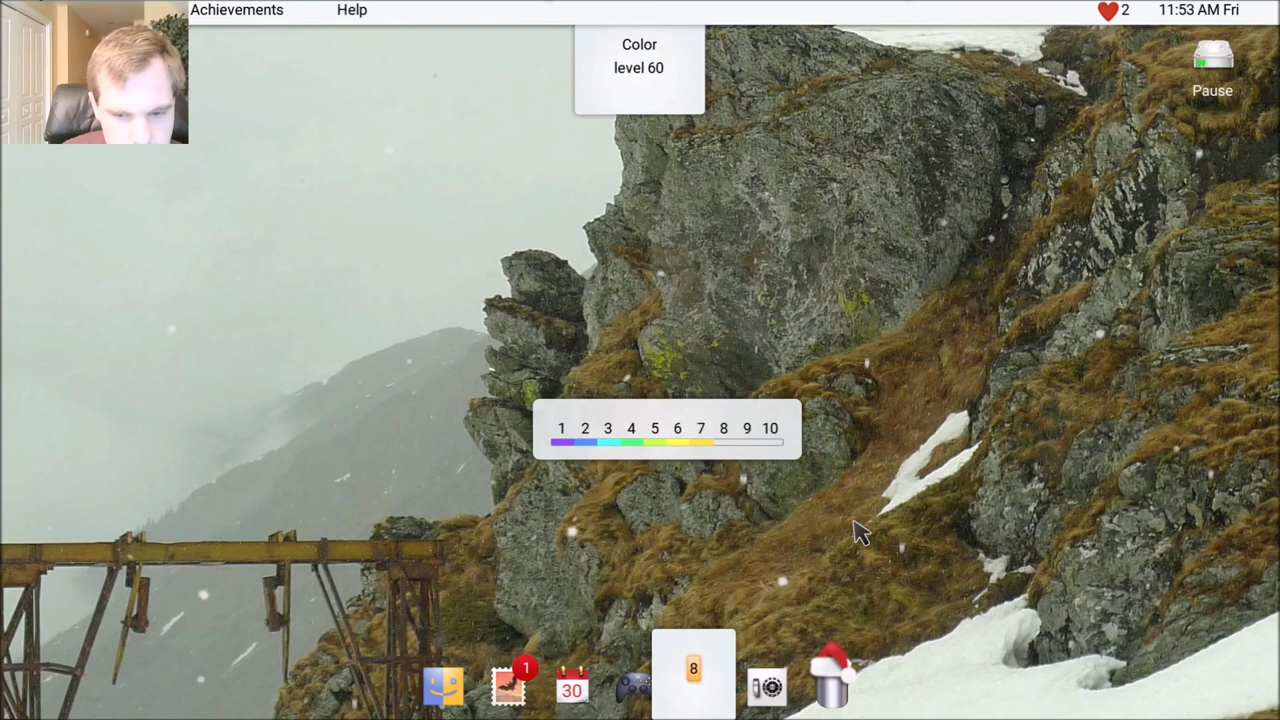 Achievements Help 2 11:53 AM Fri
Color
level 60
Pause
1 2 3 4 5 6 7 8 9 10
1
30
8